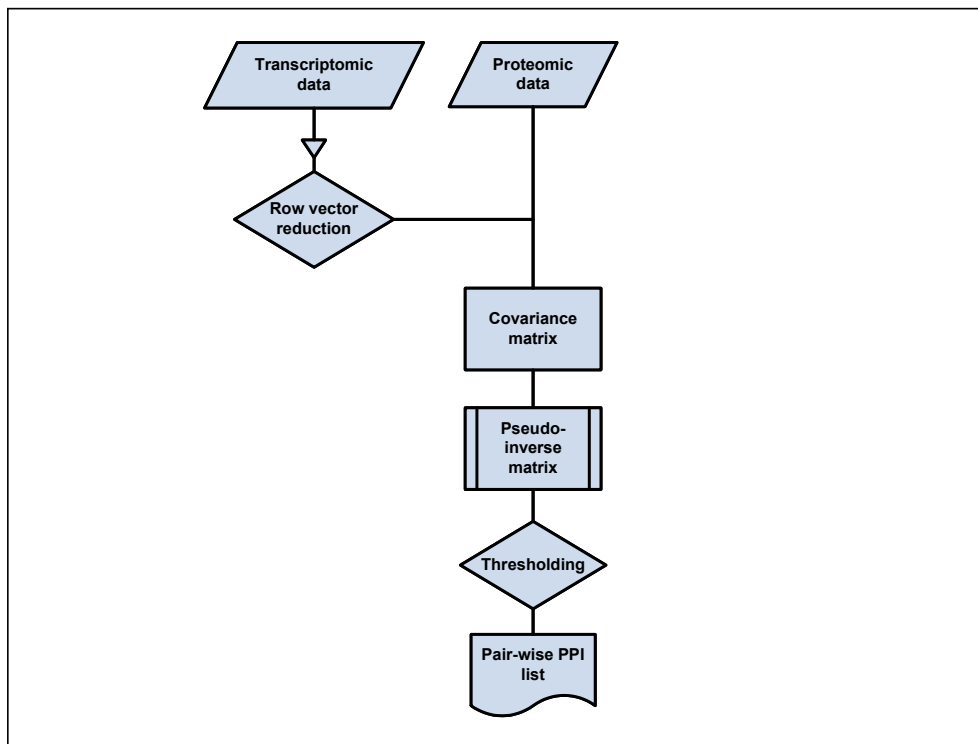 Transcriptomic
data
Proteomic
data
Row vector
reduction
Covariance
matrix
Pseudo-
inverse
matrix
Thresholding
Pair-wise PPI
list